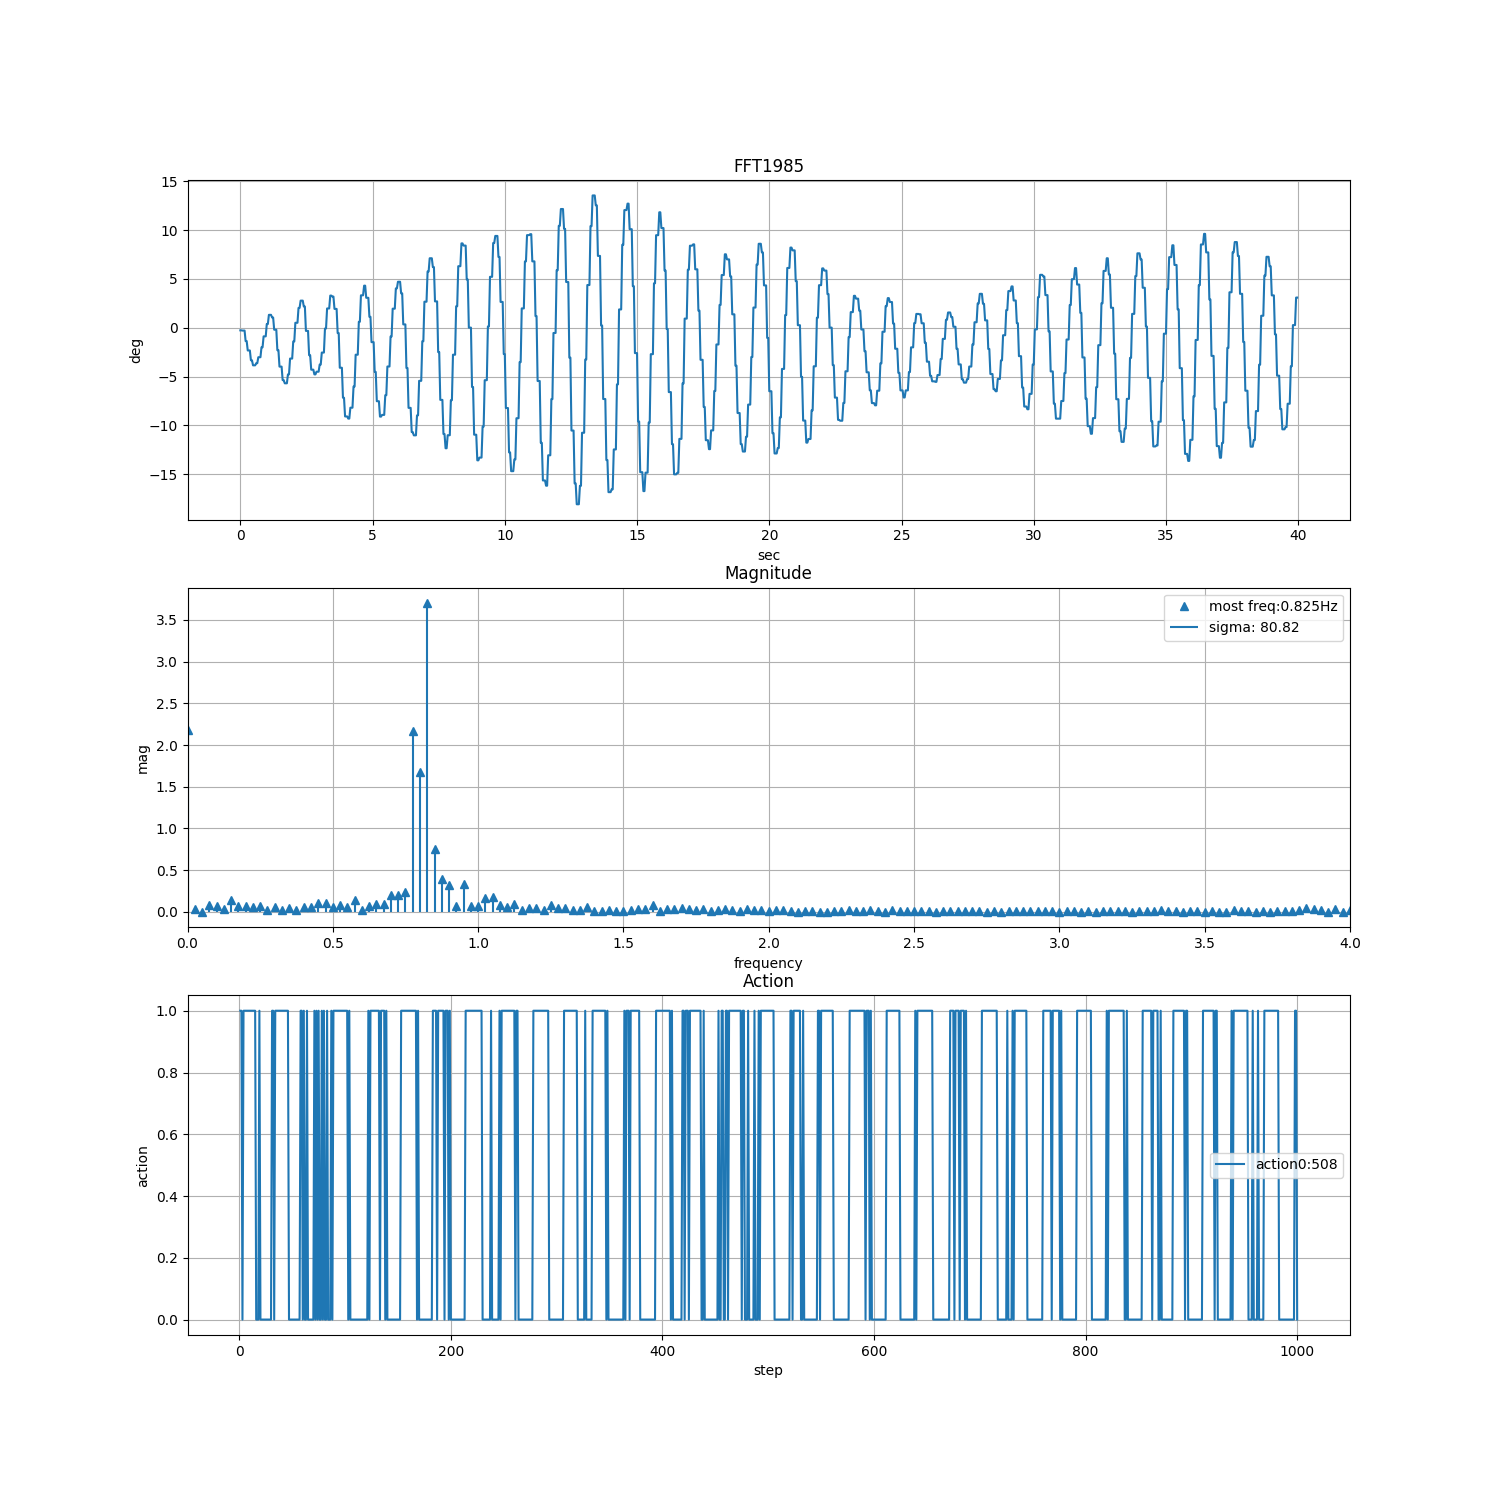 FFT1985
15
10
5
0
−5
−10
−15
deg
0 5 10 15 20 25 30 35 40
sec
Magnitude
3.5
3.0
2.5
2.0
1.5
1.0
0.5
0.0
mag
most freq:0.825Hz
sigma: 80.82
0.0 0.5 1.0 1.5 2.0 2.5 3.0 3.5 4.0
frequency
Action
1.0
0.8
0.6
0.4
0.2
0.0
action
action0:508
0 200 400 600 800 1000
step